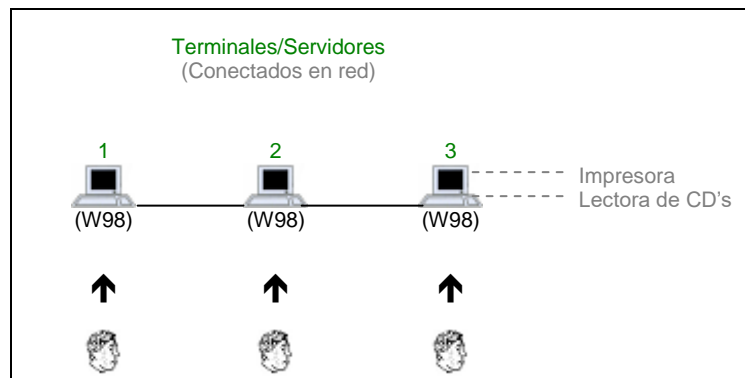 Terminales/Servidores
(Conectados en red)
1 2 3
Impresora
Lectora de CD’s
(W98) (W98) (W98)